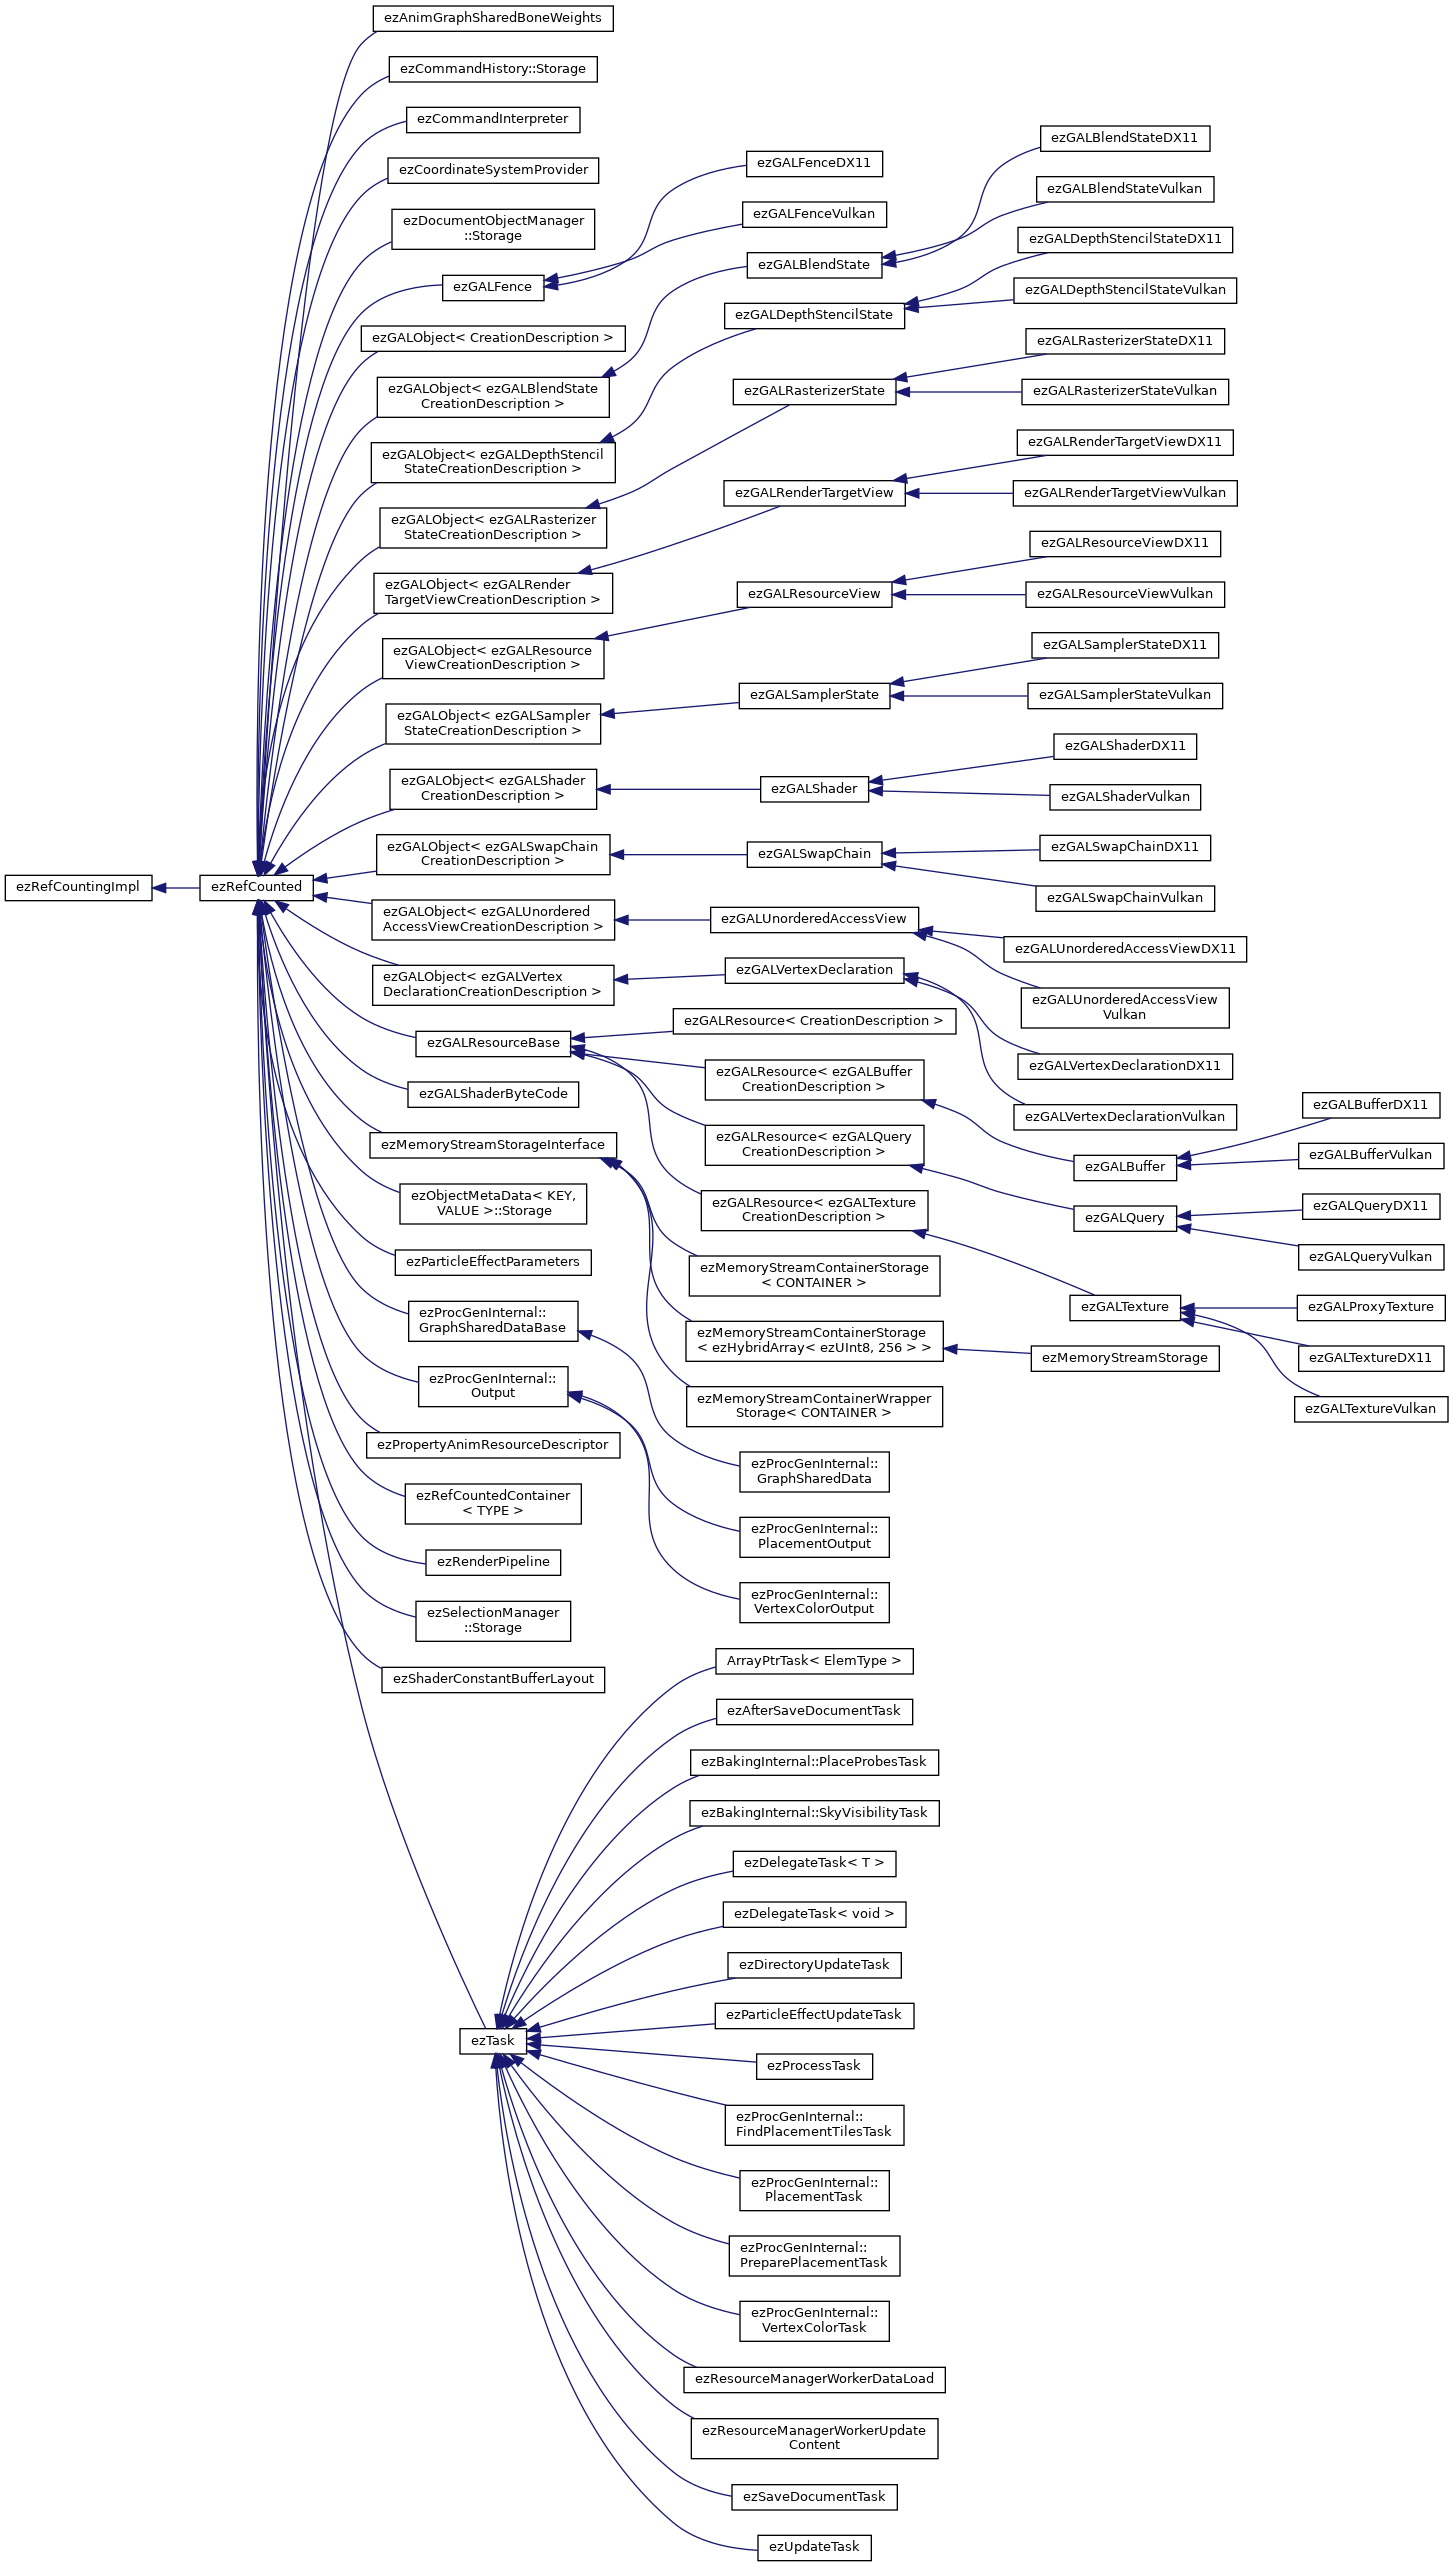 ezRefCountingImpl
ezRefCounted
ezAnimGraphSharedBoneWeights
ezCommandHistory::Storage
ezCommandInterpreter
ezCoordinateSystemProvider
ezDocumentObjectManager
::Storage
ezGALFence
ezGALObject< CreationDescription >
ezGALObject< ezGALBlendState
CreationDescription >
ezGALObject< ezGALDepthStencil
StateCreationDescription >
ezGALObject< ezGALRasterizer
StateCreationDescription >
ezGALObject< ezGALRender
TargetViewCreationDescription >
ezGALObject< ezGALResource
ViewCreationDescription >
ezGALObject< ezGALSampler
StateCreationDescription >
ezGALObject< ezGALShader
CreationDescription >
ezGALObject< ezGALSwapChain
CreationDescription >
ezGALObject< ezGALUnordered
AccessViewCreationDescription >
ezGALObject< ezGALVertex
DeclarationCreationDescription >
ezGALResourceBase
ezGALShaderByteCode
ezMemoryStreamStorageInterface
ezObjectMetaData< KEY,
VALUE >::Storage
ezParticleEffectParameters
ezProcGenInternal::
GraphSharedDataBase
ezProcGenInternal::
Output
ezPropertyAnimResourceDescriptor
ezRefCountedContainer
< TYPE >
ezRenderPipeline
ezSelectionManager
::Storage
ezShaderConstantBufferLayout
ezTask
ezGALFenceDX11
ezGALFenceVulkan
ezGALBlendState
ezGALDepthStencilState
ezGALRasterizerState
ezGALRenderTargetView
ezGALResourceView
ezGALSamplerState
ezGALShader
ezGALSwapChain
ezGALUnorderedAccessView
ezGALVertexDeclaration
ezGALResource< CreationDescription >
ezGALResource< ezGALBuffer
CreationDescription >
ezGALResource< ezGALQuery
CreationDescription >
ezGALResource< ezGALTexture
CreationDescription >
ezMemoryStreamContainerStorage
< CONTAINER >
ezMemoryStreamContainerStorage
< ezHybridArray< ezUInt8, 256 > >
ezMemoryStreamContainerWrapper
Storage< CONTAINER >
ezProcGenInternal::
GraphSharedData
ezProcGenInternal::
PlacementOutput
ezProcGenInternal::
VertexColorOutput
ArrayPtrTask< ElemType >
ezAfterSaveDocumentTask
ezBakingInternal::PlaceProbesTask
ezBakingInternal::SkyVisibilityTask
ezDelegateTask< T >
ezDelegateTask< void >
ezDirectoryUpdateTask
ezParticleEffectUpdateTask
ezProcessTask
ezProcGenInternal::
FindPlacementTilesTask
ezProcGenInternal::
PlacementTask
ezProcGenInternal::
PreparePlacementTask
ezProcGenInternal::
VertexColorTask
ezResourceManagerWorkerDataLoad
ezResourceManagerWorkerUpdate
Content
ezSaveDocumentTask
ezUpdateTask
ezGALBlendStateDX11
ezGALBlendStateVulkan
ezGALDepthStencilStateDX11
ezGALDepthStencilStateVulkan
ezGALRasterizerStateDX11
ezGALRasterizerStateVulkan
ezGALRenderTargetViewDX11
ezGALRenderTargetViewVulkan
ezGALResourceViewDX11
ezGALResourceViewVulkan
ezGALSamplerStateDX11
ezGALSamplerStateVulkan
ezGALShaderDX11
ezGALShaderVulkan
ezGALSwapChainDX11
ezGALSwapChainVulkan
ezGALUnorderedAccessViewDX11
ezGALUnorderedAccessView
Vulkan
ezGALVertexDeclarationDX11
ezGALVertexDeclarationVulkan
ezGALBuffer
ezGALQuery
ezGALTexture
ezMemoryStreamStorage
ezGALBufferDX11
ezGALBufferVulkan
ezGALQueryDX11
ezGALQueryVulkan
ezGALProxyTexture
ezGALTextureDX11
ezGALTextureVulkan